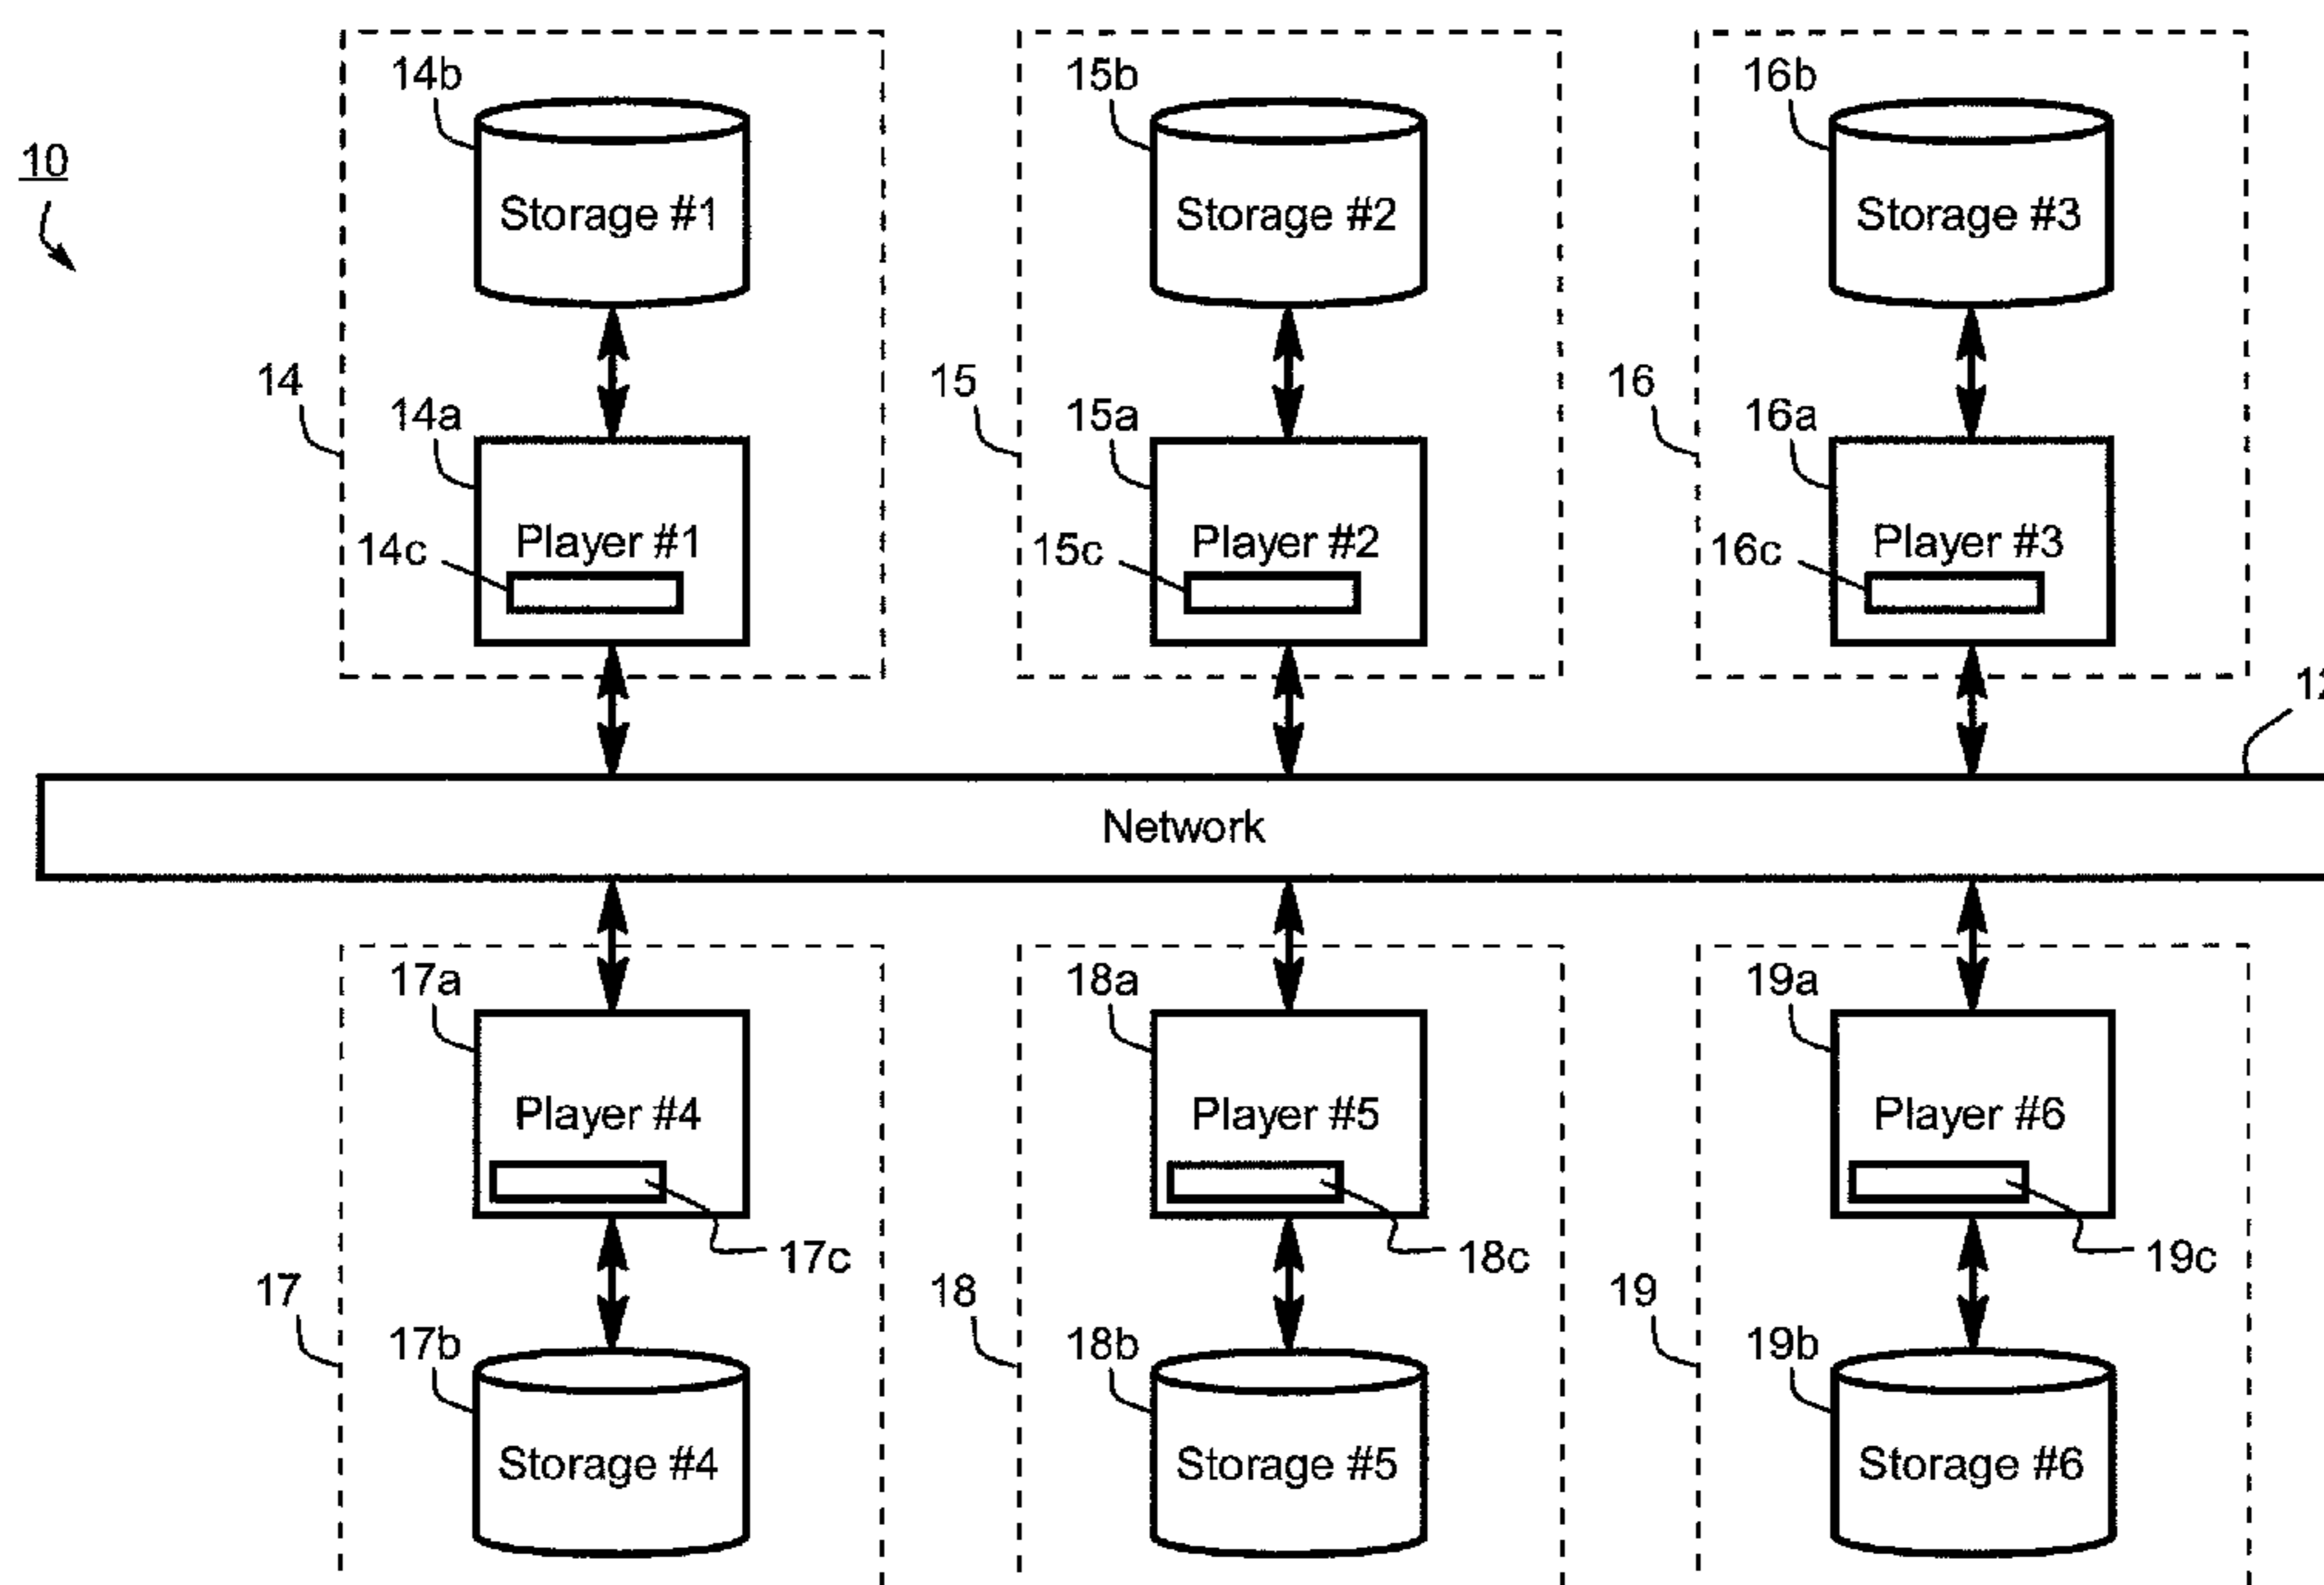 14b
15b
16b
10
Storage #1
Storage #2
Storage #3
14
15
16
14a
15a
16a
Player #1
Player #2
Player #3
14c
15c
16c
Network
17a
18a
19a
Player #4
Player #5
Player #6
17c
18c
19c
17
18
19
17b
18b
19b
Storage #4
Storage #5
Storage #6